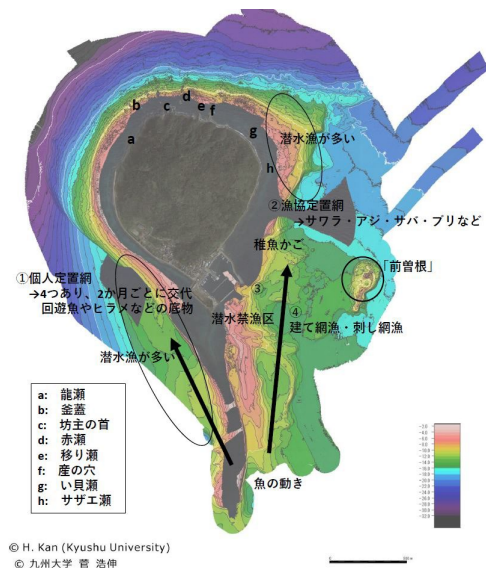 d
b
c
e
f
a
g
潜水漁が多い
h
②漁協定置網
→サワラ・アジ・サバ・ブリなど
稚魚かご
「前曽根」
①個人定置網
→4つあり、2か月ごとに交代
回遊魚やヒラメなどの底物
③
潜水禁漁区
④
建て網漁・刺し網漁
潜水漁が多い
a: 龍瀬
b: 釜蓋
c: 坊主の首
d: 赤瀬
e: 移り瀬
f: 産の穴
g: い貝瀬
h: サザエ瀬
魚の動き
© H. Kan (Kyushu University)
© 九州大学 菅 浩伸